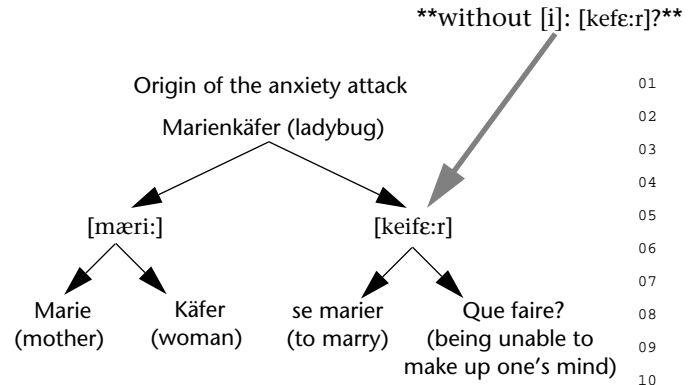 **without [i]: [kefɛ:r]?**
Origin of the anxiety attack
Marienkäfer (ladybug)
[mæri:] [keifɛ:r]
Marie Käfer se marier Que faire?
(mother) (woman) (to marry) (being unable to
make up one's mind)
01
02
03
04
05
06
07
08
09
10